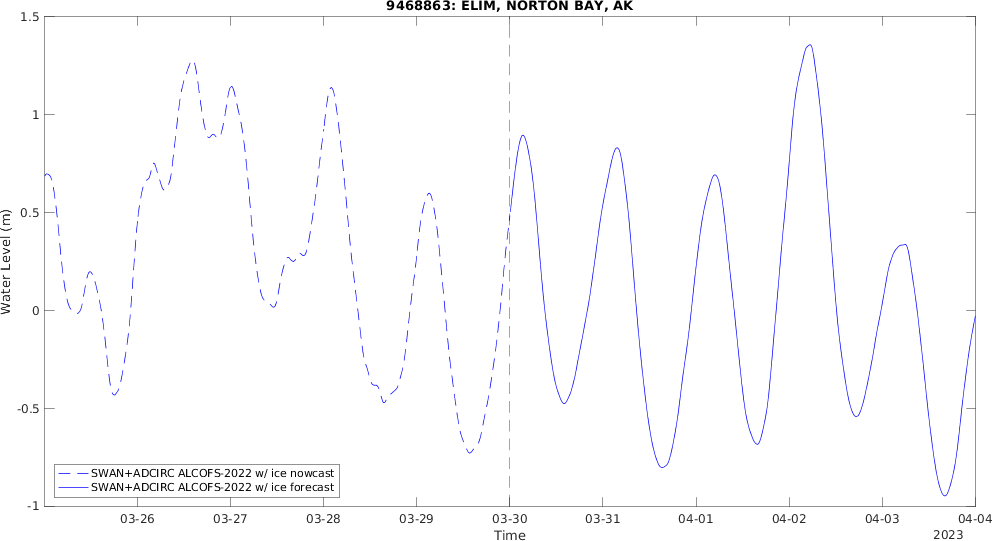 9468863: ELIM, NORTON BAY, AK
1.5
1
0.5
0
-0.5
-1
Water Level (m)
SWAN+ADCIRC ALCOFS-2022 w/ ice nowcast
SWAN+ADCIRC ALCOFS-2022 w/ ice forecast
03-26 03-27 03-28 03-29 03-30 03-31 04-01 04-02 04-03 04-04
Time
2023